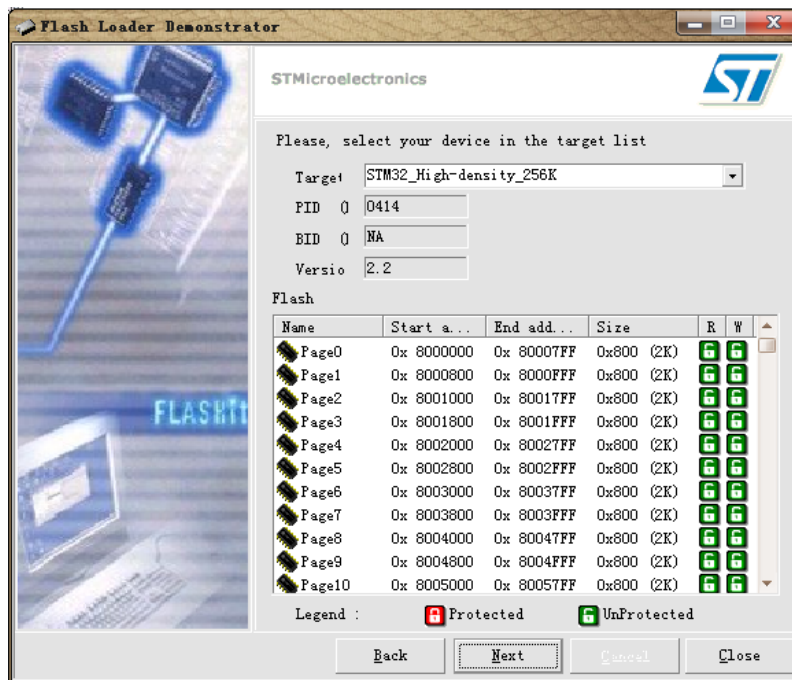 Flash Loader Demonstrator
STMicroelectronics
ST
Please, select your device in the target list
Target STM32_High-density_256K
PID () 0414
BID () NA
Versio 2.2
Flash
Name Start a... End add... Size R W
Page0 0x 8000000 0x 80007FF 0x800 (2K)
Page1 0x 8000800 0x 8000FFF 0x800 (2K)
Page2 0x 8001000 0x 80017FF 0x800 (2K)
Page3 0x 8001800 0x 8001FFF 0x800 (2K)
Page4 0x 8002000 0x 80027FF 0x800 (2K)
Page5 0x 8002800 0x 8002FFF 0x800 (2K)
Page6 0x 8003000 0x 80037FF 0x800 (2K)
Page7 0x 8003800 0x 8003FFF 0x800 (2K)
Page8 0x 8004000 0x 80047FF 0x800 (2K)
Page9 0x 8004800 0x 8004FFF 0x800 (2K)
Page10 0x 8005000 0x 80057FF 0x800 (2K)
Legend : Protected UnProtected
FLASHit
Back Next Cancel Close